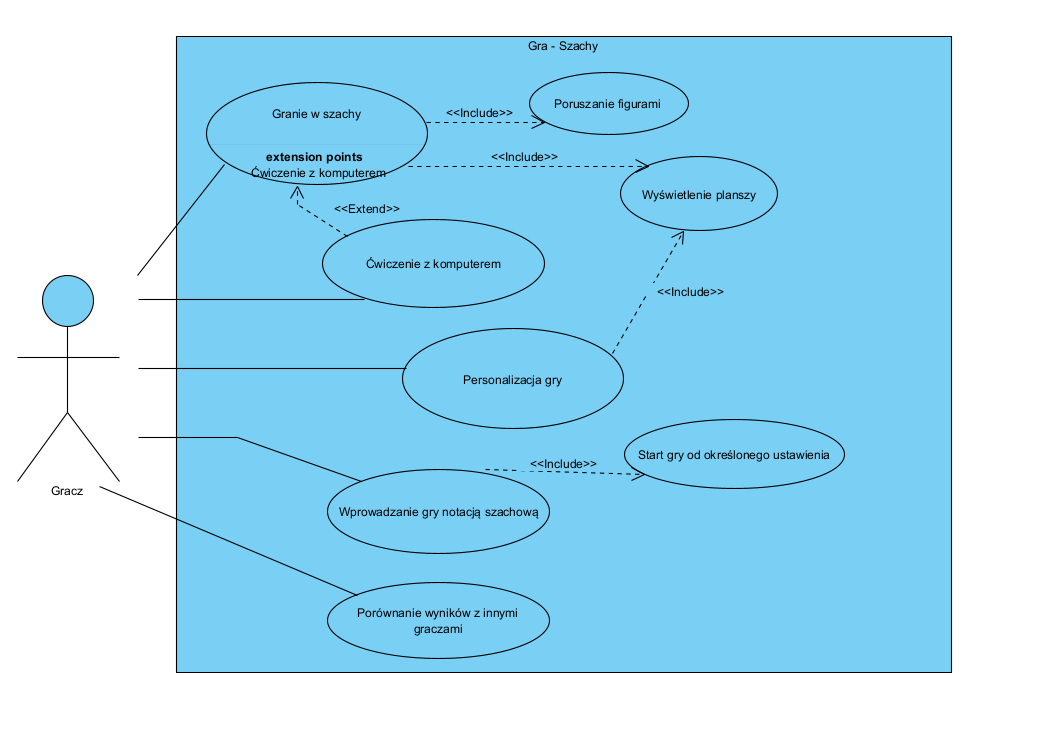 Gra - Szachy
Granie w szachy
extension points
Ćwiczenie z komputerem
<<Include>>
Poruszanie figurami
<<Include>>
Wyświetlenie planszy
<<Extend>>
Ćwiczenie z komputerem
<<Include>>
Personalizacja gry
<<Include>>
Start gry od określonego ustawienia
Gracz
Wprowadzanie gry notacją szachową
Porównanie wyników z innymi
graczami